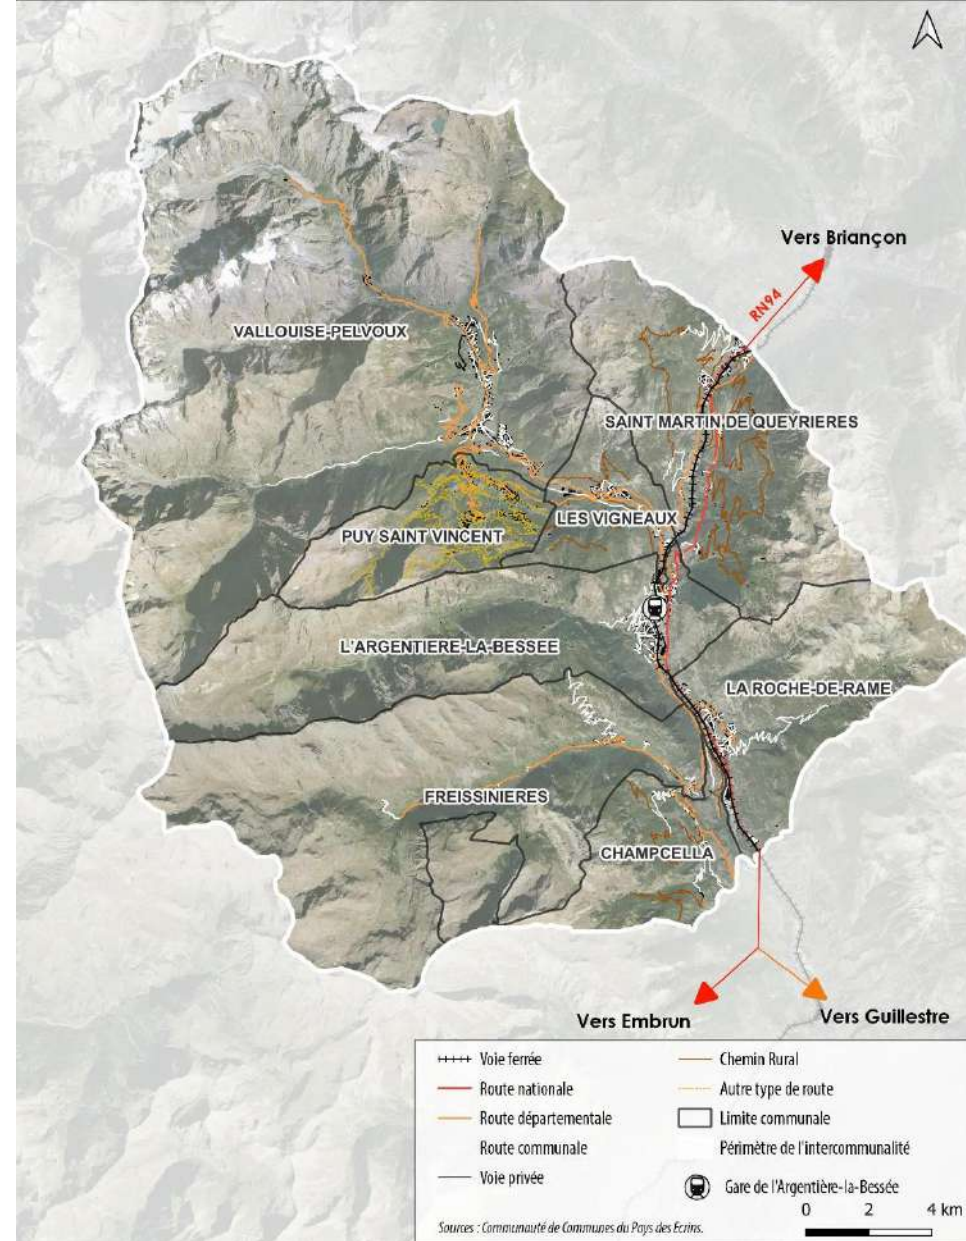 Vers Briançon
RN94
VALLOUISE-PELVOUX
SAINT MARTIN DE QUEYRIERES
LES VIGNEAUX
PUY SAINT VINCENT
L'ARGENTIERE-LA-BESSEE
LA ROCHE-DE-RAME
FREISSINIERES
CHAMPCELLA
Vers Embrun
Vers Guillestre
Voie ferrée
Route nationale
Route départementale
Route communale
Voie privée
Chemin Rural
Autre type de route
Limite communale
Périmètre de l'intercommunalité
Gare de l'Argentière-la-Bessée
0 2 4 km
Sources : Communauté de Communes du Pays des Écrins.